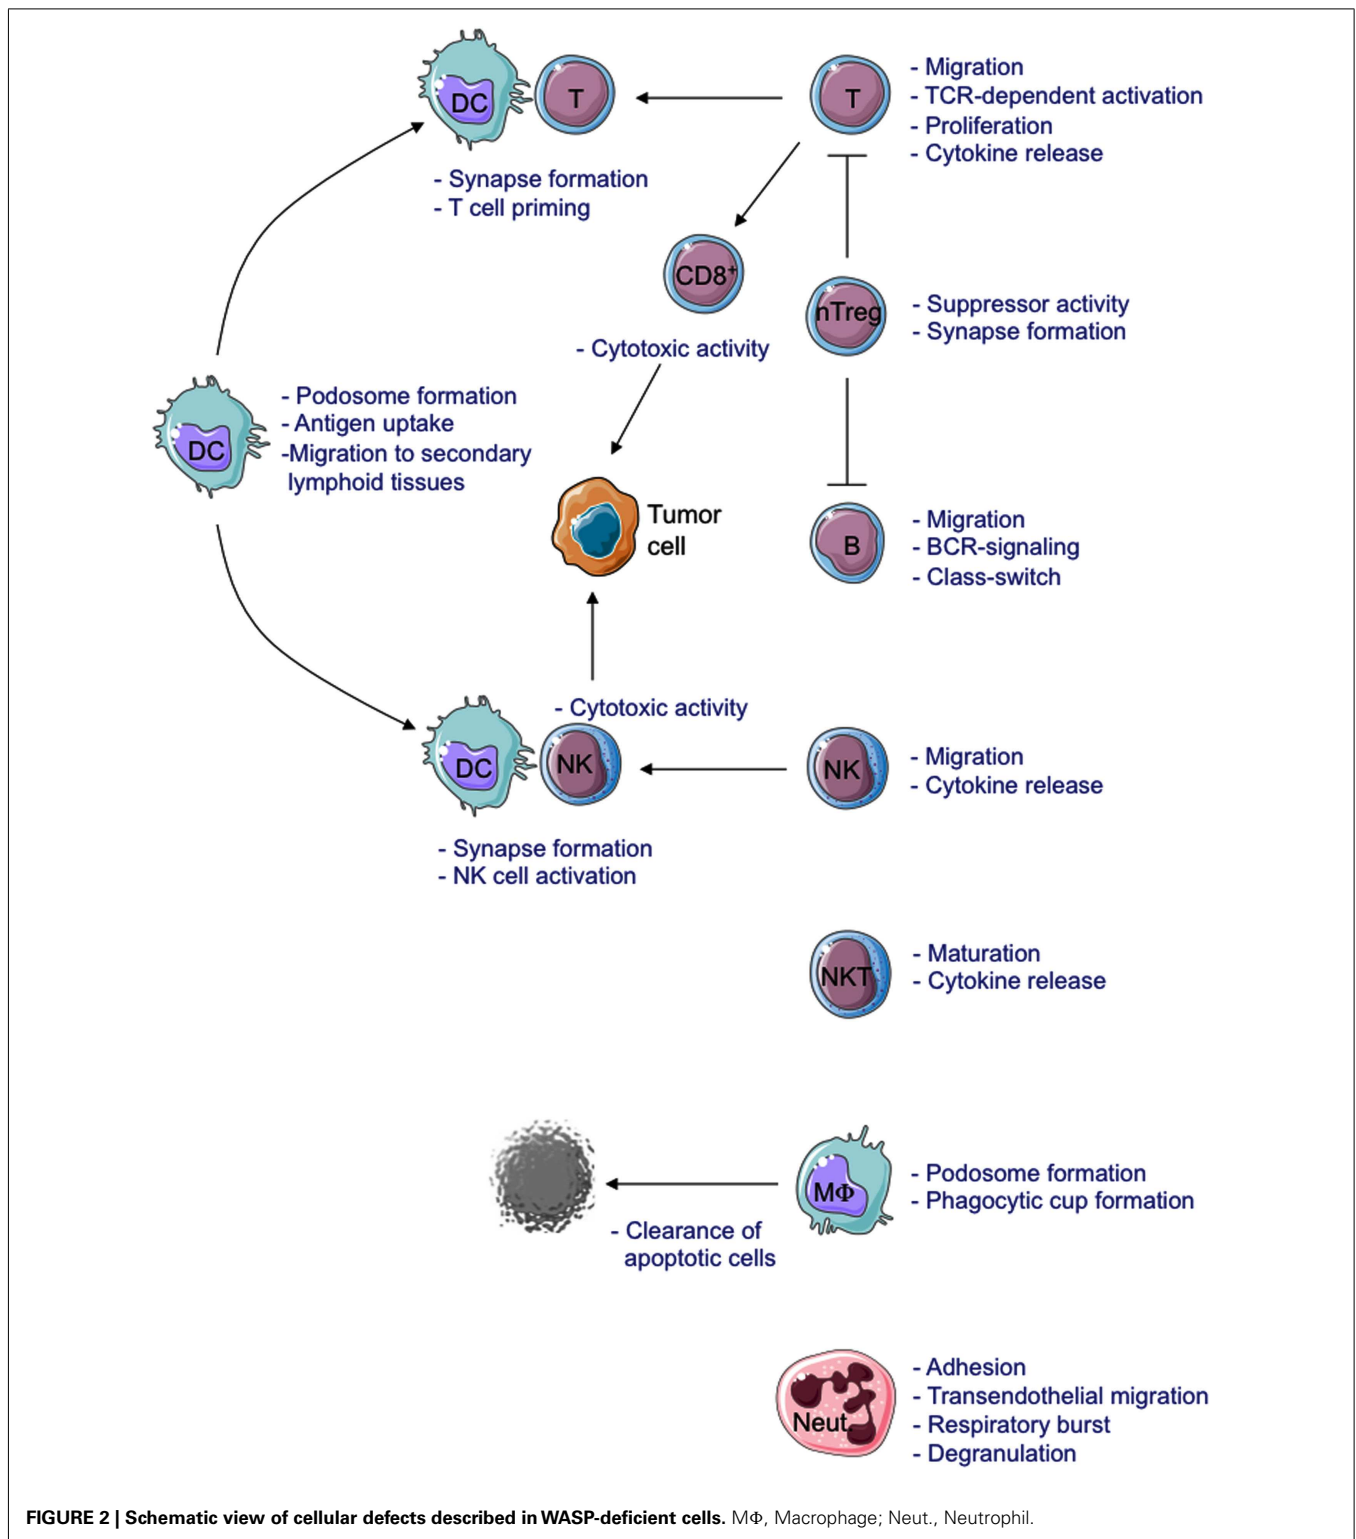 DC
T
T
- Migration
- TCR-dependent activation
- Proliferation
- Cytokine release
- Synapse formation
- T cell priming
CD8+
- Cytotoxic activity
nTreg
- Suppressor activity
- Synapse formation
DC
- Podosome formation
- Antigen uptake
-Migration to secondary
lymphoid tissues
Tumor
cell
B
- Migration
- BCR-signaling
- Class-switch
- Cytotoxic activity
DC
NK
NK
- Migration
- Cytokine release
- Synapse formation
- NK cell activation
NKT
- Maturation
- Cytokine release
MΦ
- Podosome formation
- Phagocytic cup formation
- Clearance of
apoptotic cells
Neut.
- Adhesion
- Transendothelial migration
- Respiratory burst
- Degranulation
FIGURE 2 | Schematic view of cellular defects described in WASP-deficient cells. MΦ, Macrophage; Neut., Neutrophil.